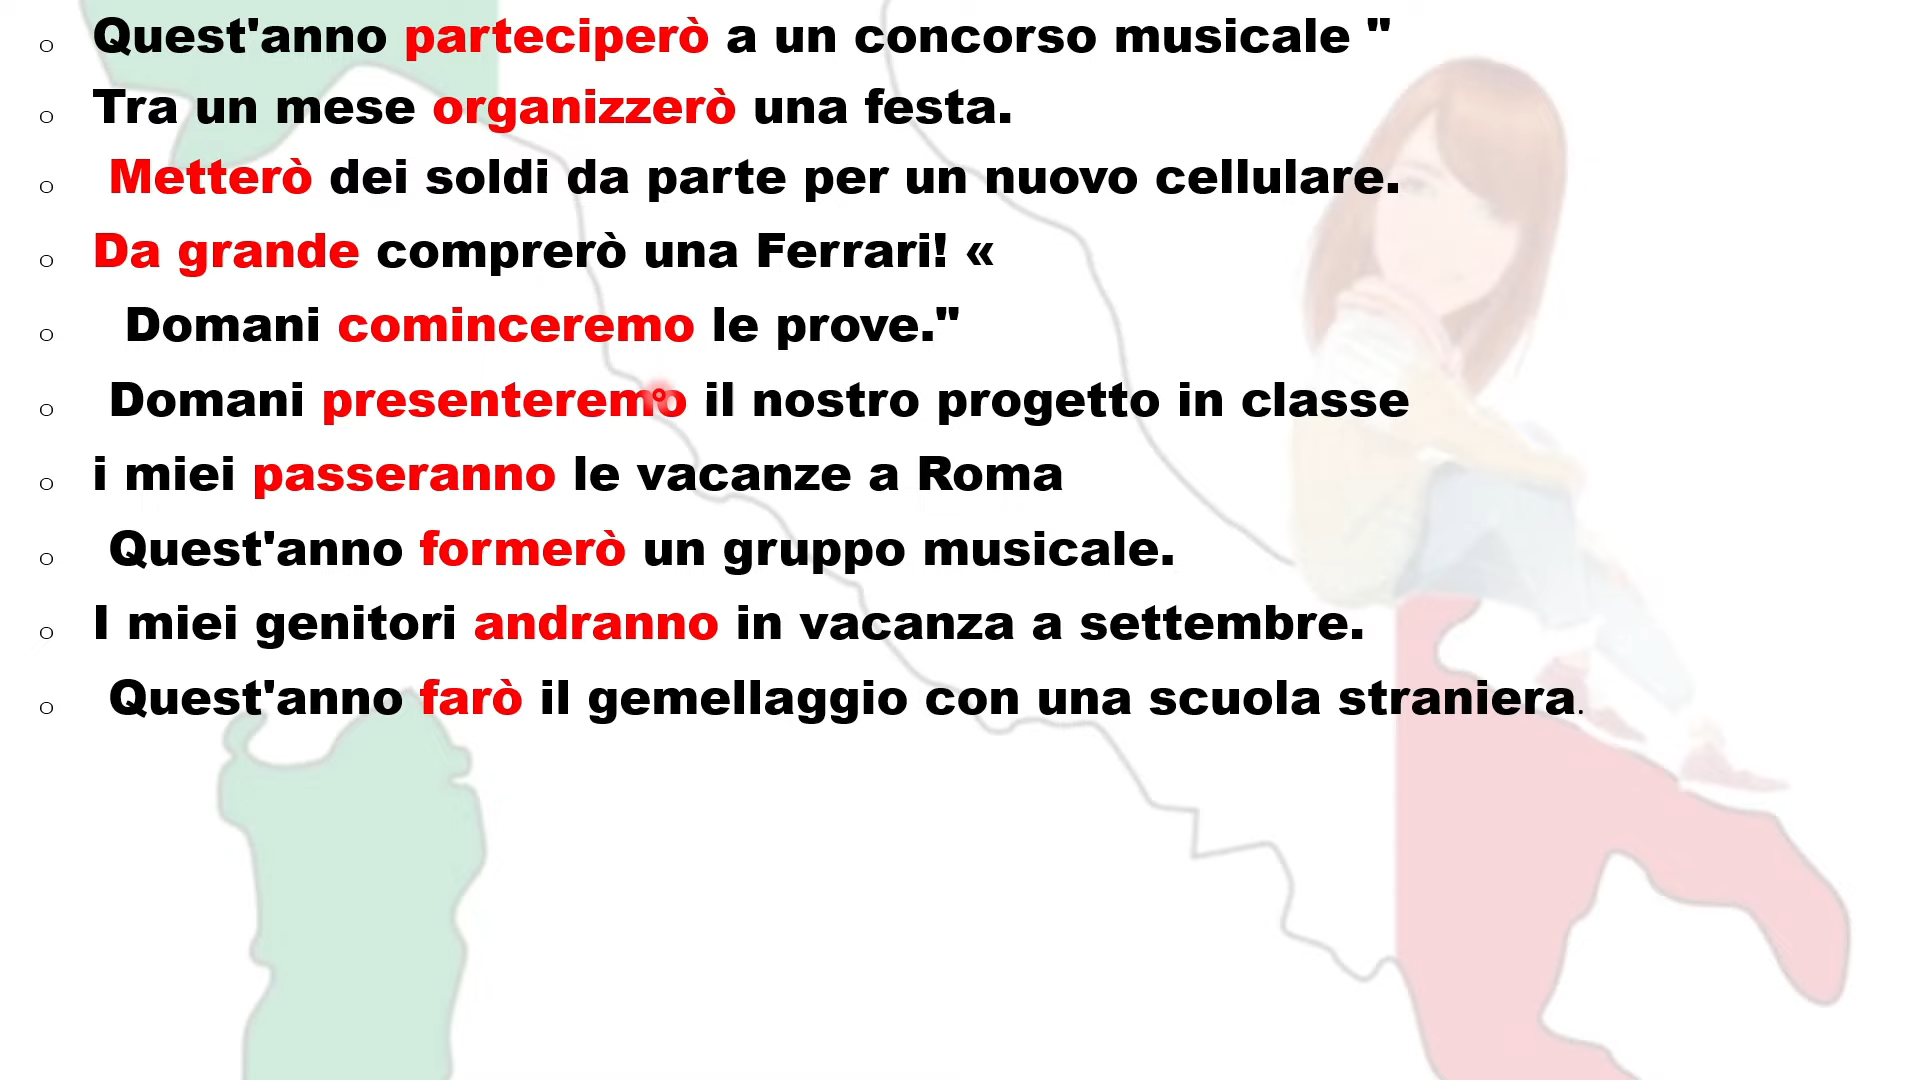 Quest'anno parteciperò a un concorso musicale "
Tra un mese organizzerò una festa.
Metterò dei soldi da parte per un nuovo cellulare.
Da grande comprerò una Ferrari! «
Domani cominceremo le prove."
Domani presenteremo il nostro progetto in classe
i miei passeranno le vacanze a Roma
Quest'anno formerò un gruppo musicale.
I miei genitori andranno in vacanza a settembre.
Quest'anno farò il gemellaggio con una scuola straniera.